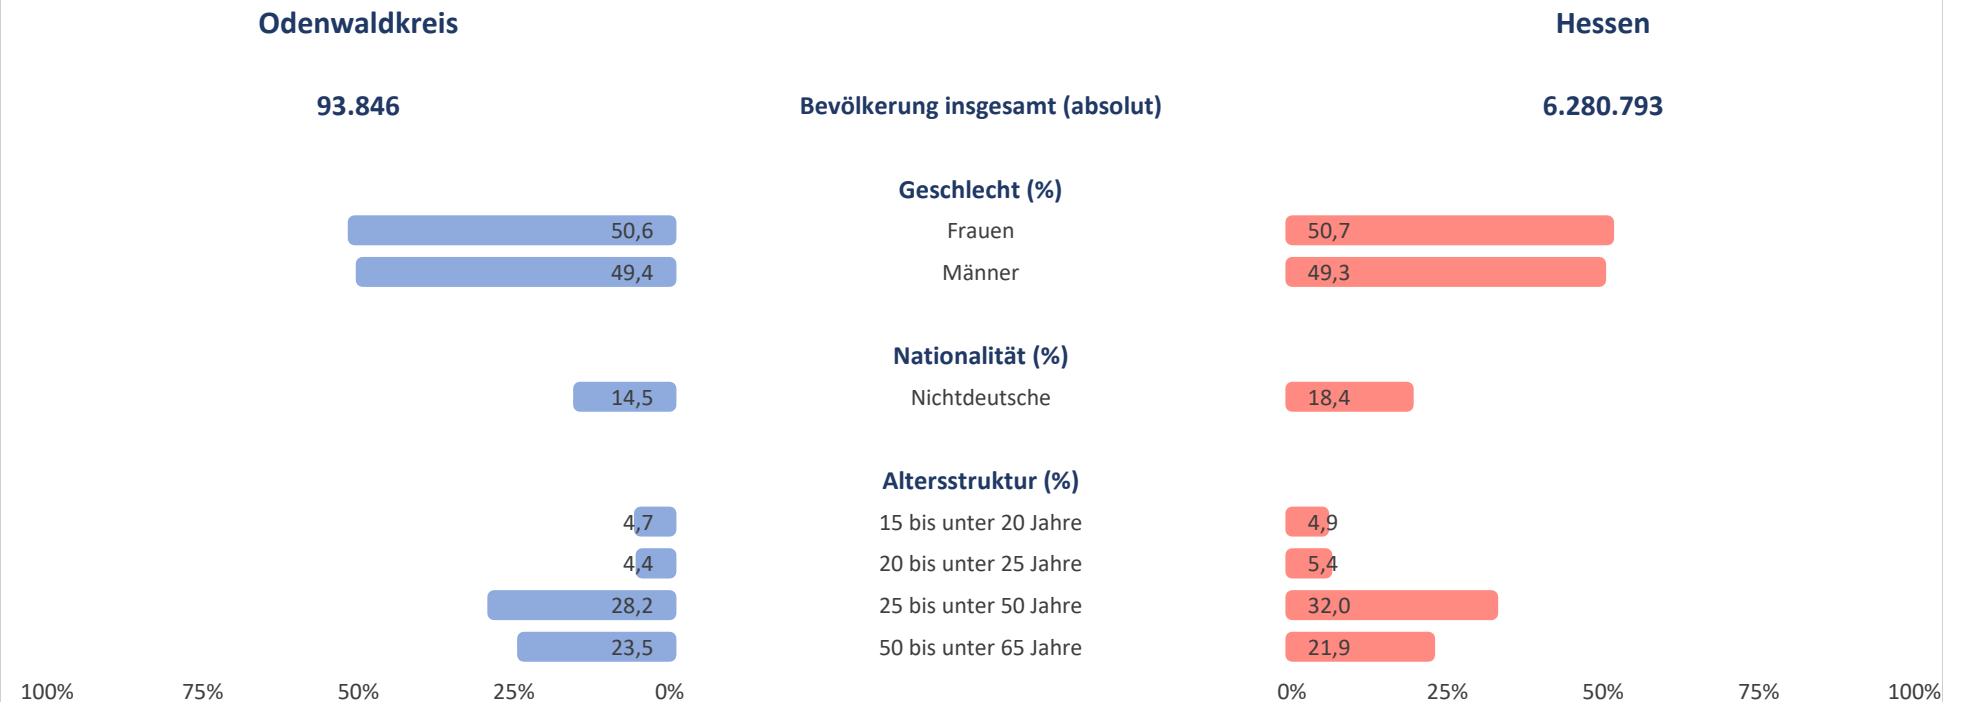 Odenwaldkreis Hessen
93.846 Bevölkerung insgesamt (absolut) 6.280.793
Geschlecht (%)
50,6 Frauen 50,7
49,4 Männer 49,3
Nationalität (%)
14,5 Nichtdeutsche 18,4
Altersstruktur (%)
4,7 15 bis unter 20 Jahre 4,9
4,4 20 bis unter 25 Jahre 5,4
28,2 25 bis unter 50 Jahre 32,0
23,5 50 bis unter 65 Jahre 21,9
100% 75% 50% 25% 0% 0% 25% 50% 75% 100%